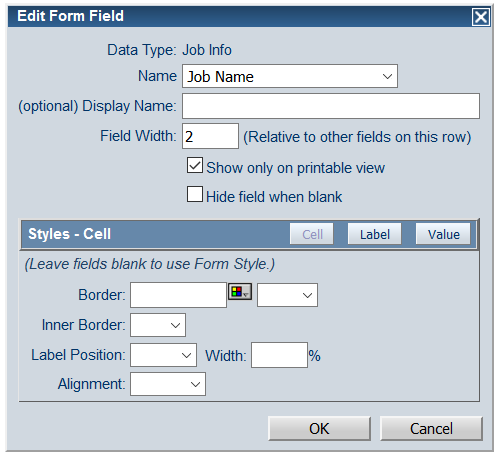 Edit Form Field
Data Type: Job Info
Name Job Name
(optional) Display Name:
Field Width: 2 (Relative to other fields on this row)
Show only on printable view
Hide field when blank
Styles - Cell Cell Label Value
(Leave fields blank to use Form Style.)
Border:
Inner Border:
Label Position: Width: %
Alignment:
OK Cancel